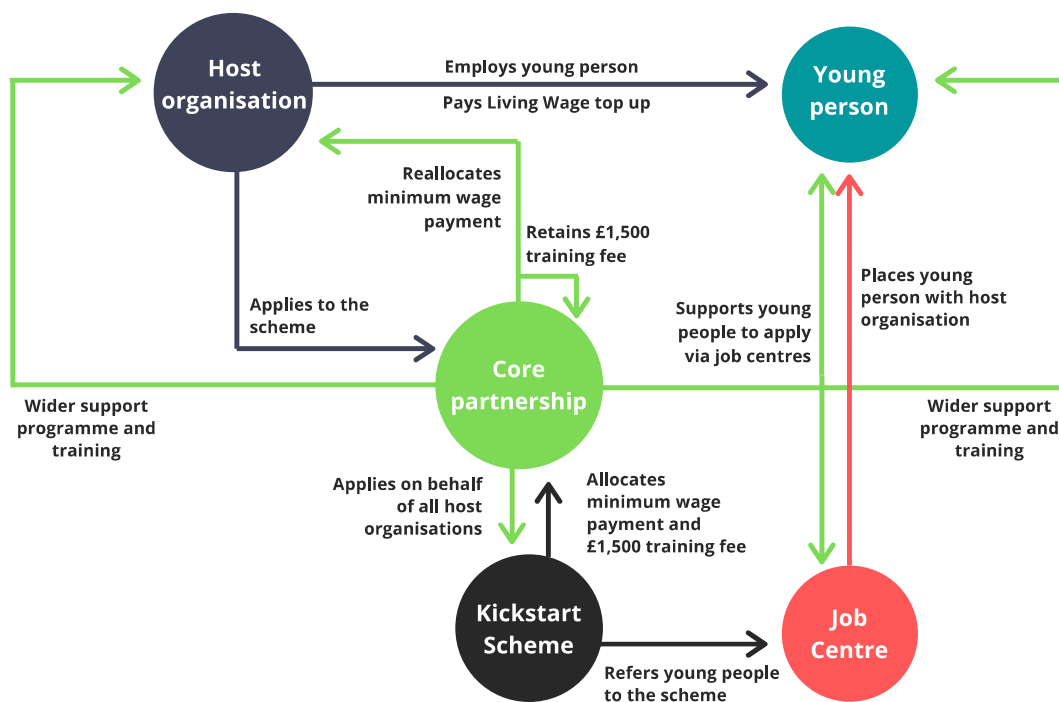 Host
organisation
Employs young person
Pays Living Wage top up
Young
person
Reallocates
minimum wage
payment
Retains £1,500
training fee
Applies to the
scheme
Supports young
people to apply
via job centres
Places young
person with host
organisation
Core
partnership
Wider support
programme and
training
Wider support
programme and
training
Applies on behalf
of all host
organisations
Allocates
minimum wage
payment and
£1,500 training fee
Kickstart
Scheme
Job
Centre
Refers young people
to the scheme